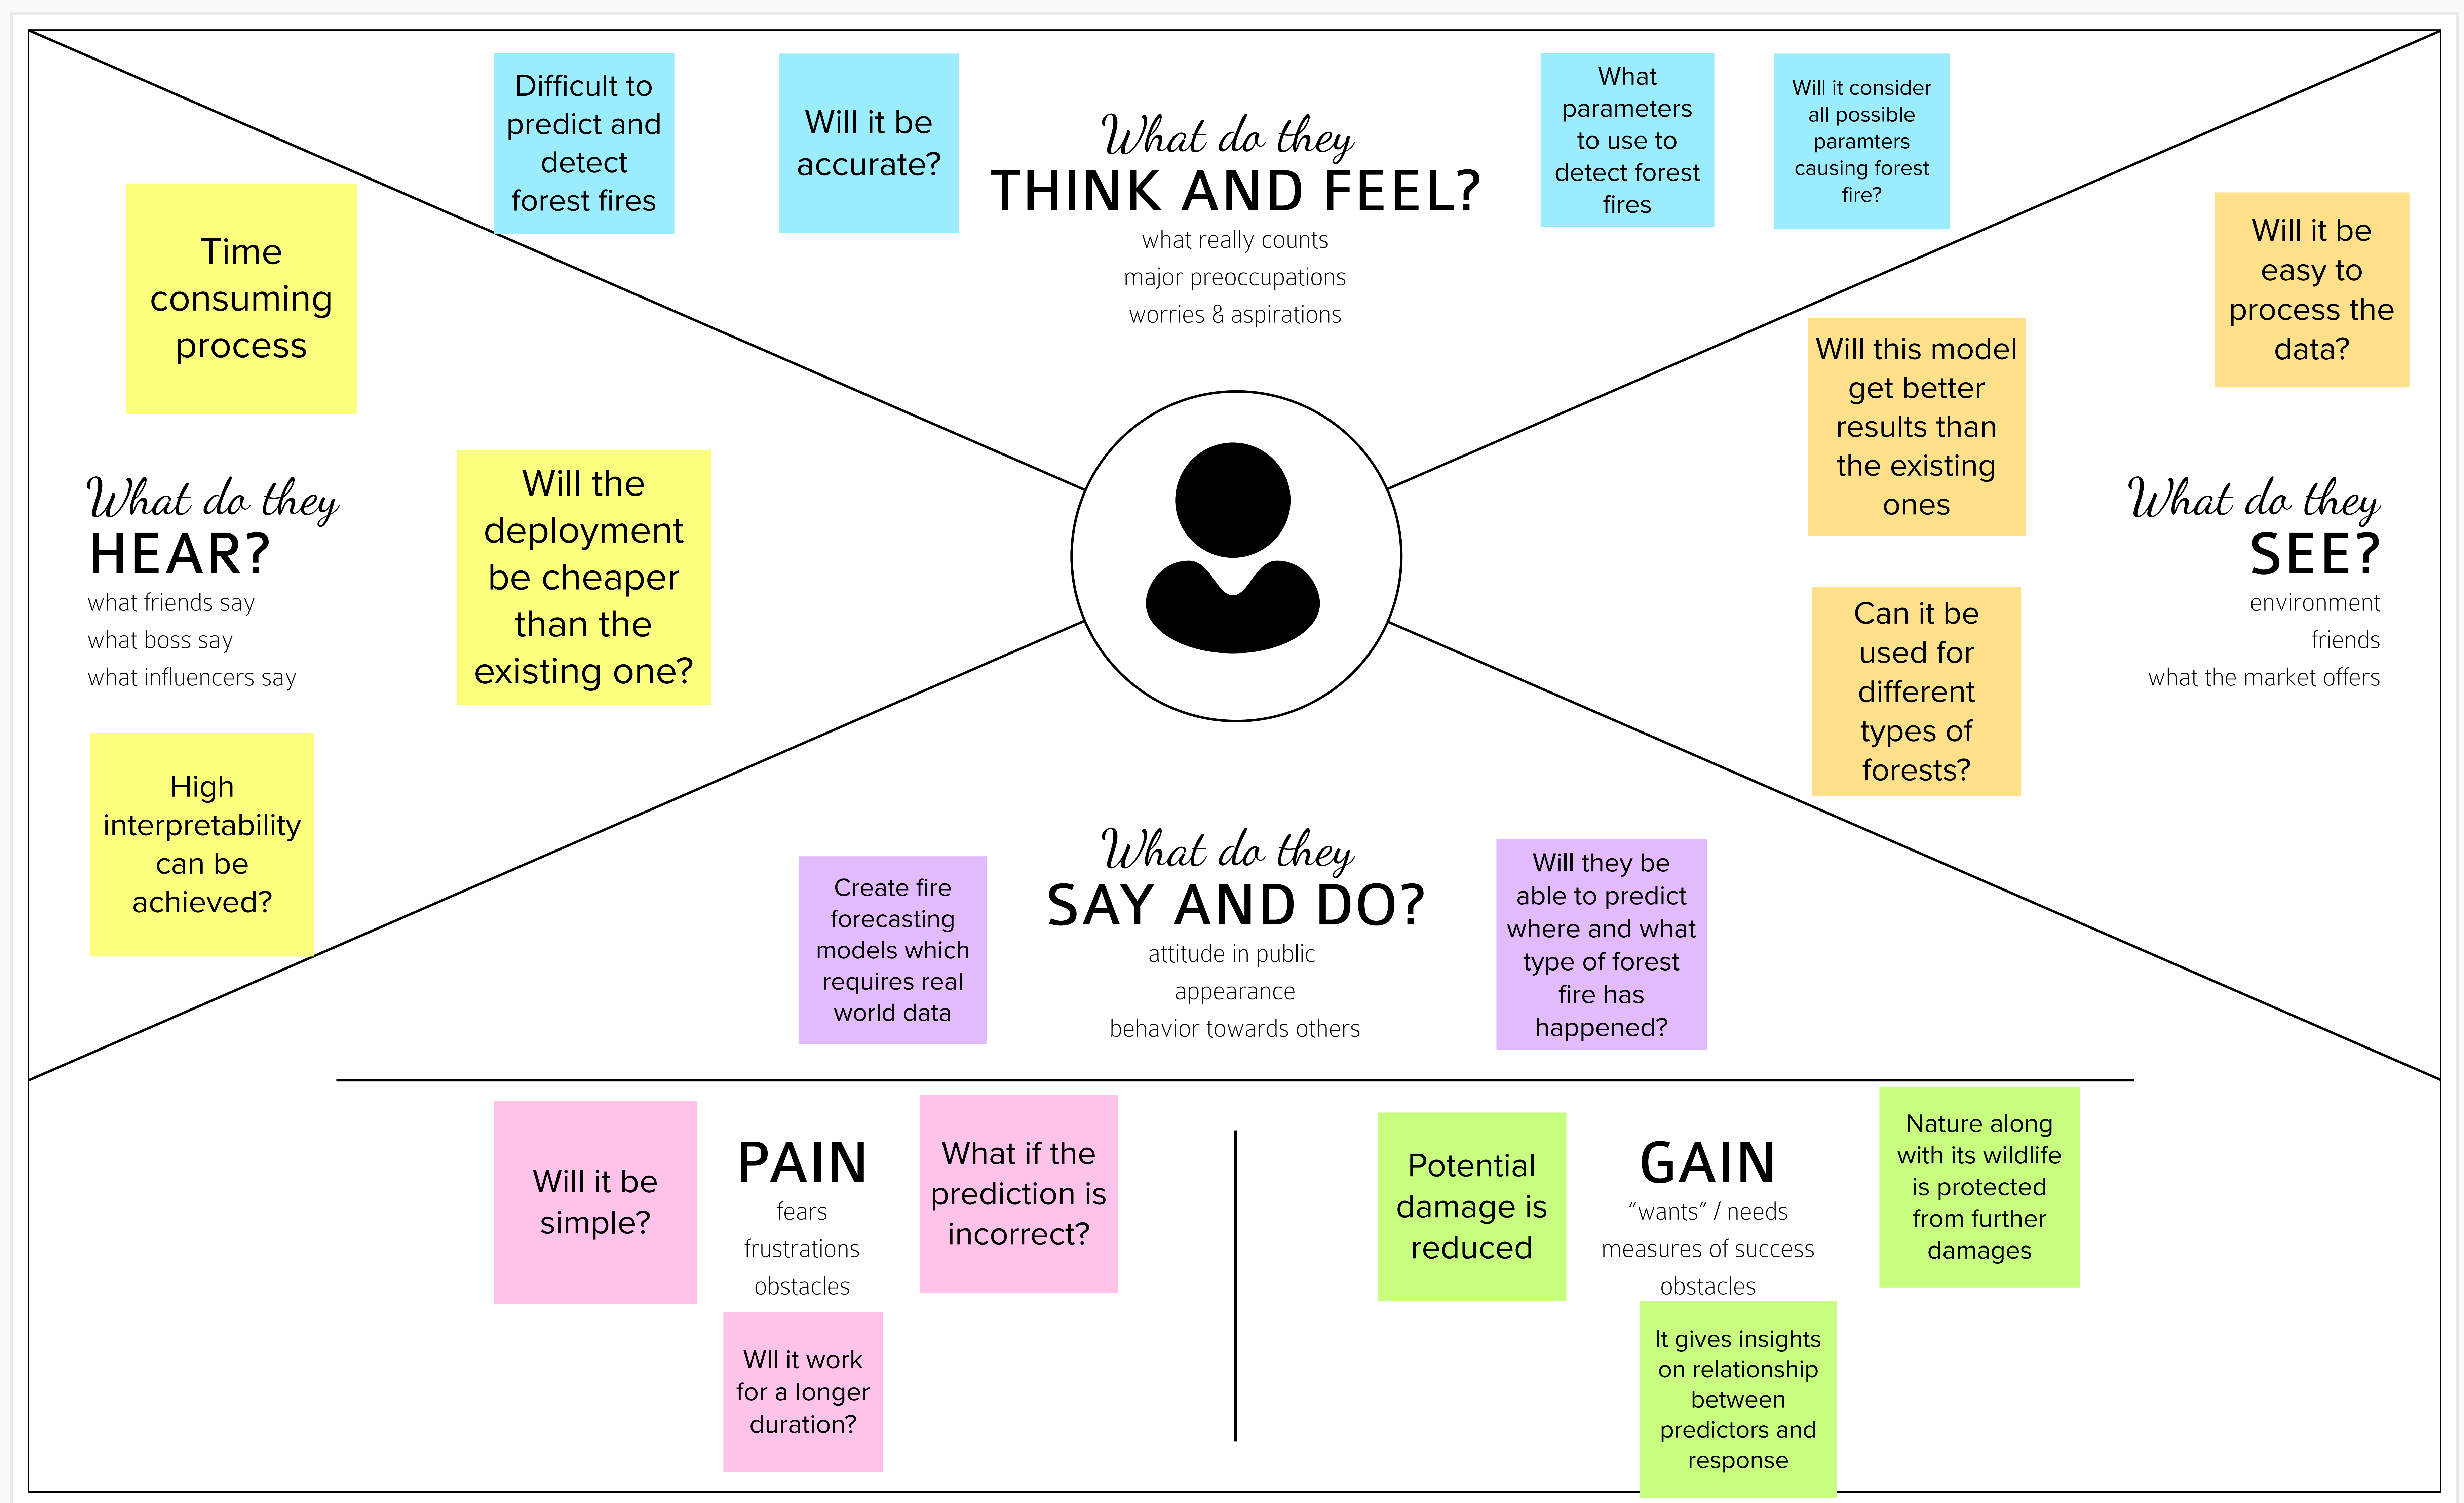 Difficult to
predict and
detect
forest fires
Will it be
accurate?
What do they
THINK AND FEEL?
what really counts
major preoccupations
worries & aspirations
What
parameters
to use to
detect forest
fires
Will it consider
all possible
paramters
causing forest
fire?
Time
consuming
process
What do they
HEAR?
what friends say
what boss say
what influencers say
Will the
deployment
be cheaper
than the
existing one?
High
interpretability
can be
achieved?
Will it be
easy to
process the
data?
Will this model
get better
results than
the existing
ones
What do they
SEE?
environment
friends
what the market offers
Can it be
used for
different
types of
forests?
Create fire
forecasting
models which
requires real
world data
What do they
SAY AND DO?
attitude in public
appearance
behavior towards others
Will they be
able to predict
where and what
type of forest
fire has
happened?
Will it be
simple?
PAIN
fears
frustrations
obstacles
What if the
prediction is
incorrect?
WIl it work
for a longer
duration?
Potential
damage is
reduced
GAIN
“wants” / needs
measures of success
obstacles
Nature along
with its wildlife
is protected
from further
damages
It gives insights
on relationship
between
predictors and
response